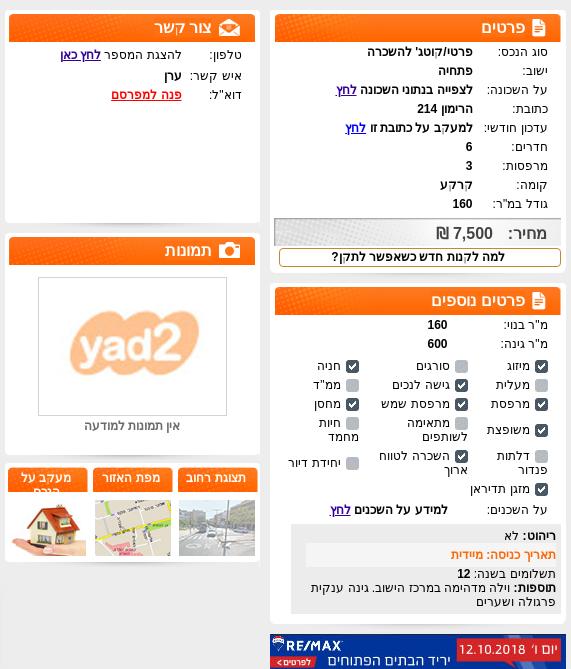 פרטים
סוג הנכס: פרטי/קוטג' להשכרה
ישוב: פתחיה
על השכונה: לצפייה בנתוני השכונה לחץ
כתובת: הרימון 214
עדכון חודשי: למעקב על כתובת זו לחץ
חדרים: 6
מרפסות: 3
קומה: קרקע
גודל במ"ר: 160
מחיר: 7,500 ₪
למה לקנות חדש כשאפשר לתקן?
פרטים נוספים
מ"ר בנוי: 160
מ"ר גינה: 600
מיזוג סורגים חניה
מעלית גישה לנכים ממ"ד
מרפסת מרפסת שמש מחסן
משופצת מתאימה לשותפים חיות מחמד
דלתות פנדור השכרה לטווח ארוך יחידת דיור
מזגן תדיראן
על השכנים: למידע על השכנים לחץ
ריהוט: לא
תאריך כניסה: מיידית
תשלומים בשנה: 12
תוספות: וילה מדהימה במרכז הישוב. גינה ענקית
פרגולה ושערים
יום ו' 12.10.2018
RE/MAX
יריד הבתים הפתוחים
לפרטים >
צור קשר
טלפון: להצגת המספר לחץ כאן
איש קשר: ערן
דוא"ל: פנה למפרסם
תמונות
yad2
אין תמונות למודעה
תצוגת רחוב
מפת האזור
מעקב על
הנכס